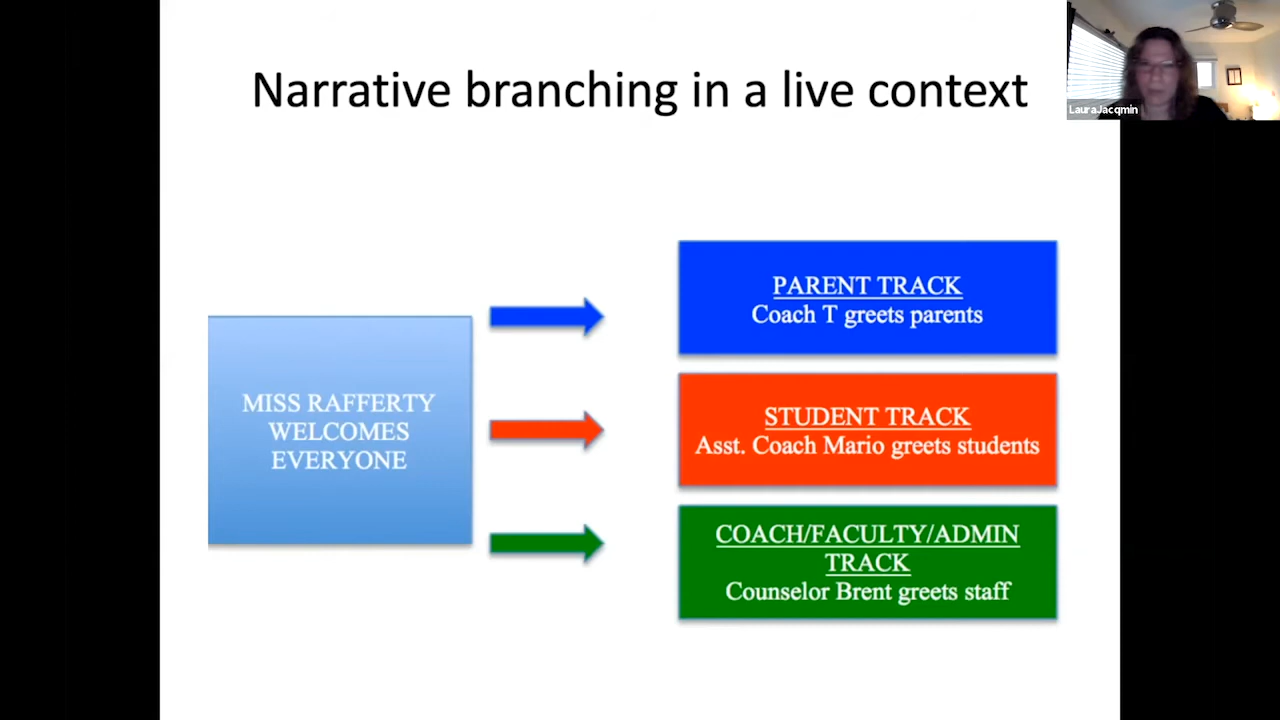 Narrative branching in a live context
LauraJacqmin
MISS RAFFERTY
WELCOMES
EVERYONE
PARENT TRACK
Coach T greets parents
STUDENT TRACK
Asst. Coach Mario greets students
COACH/FACULTY/ADMIN
TRACK
Counselor Brent greets staff